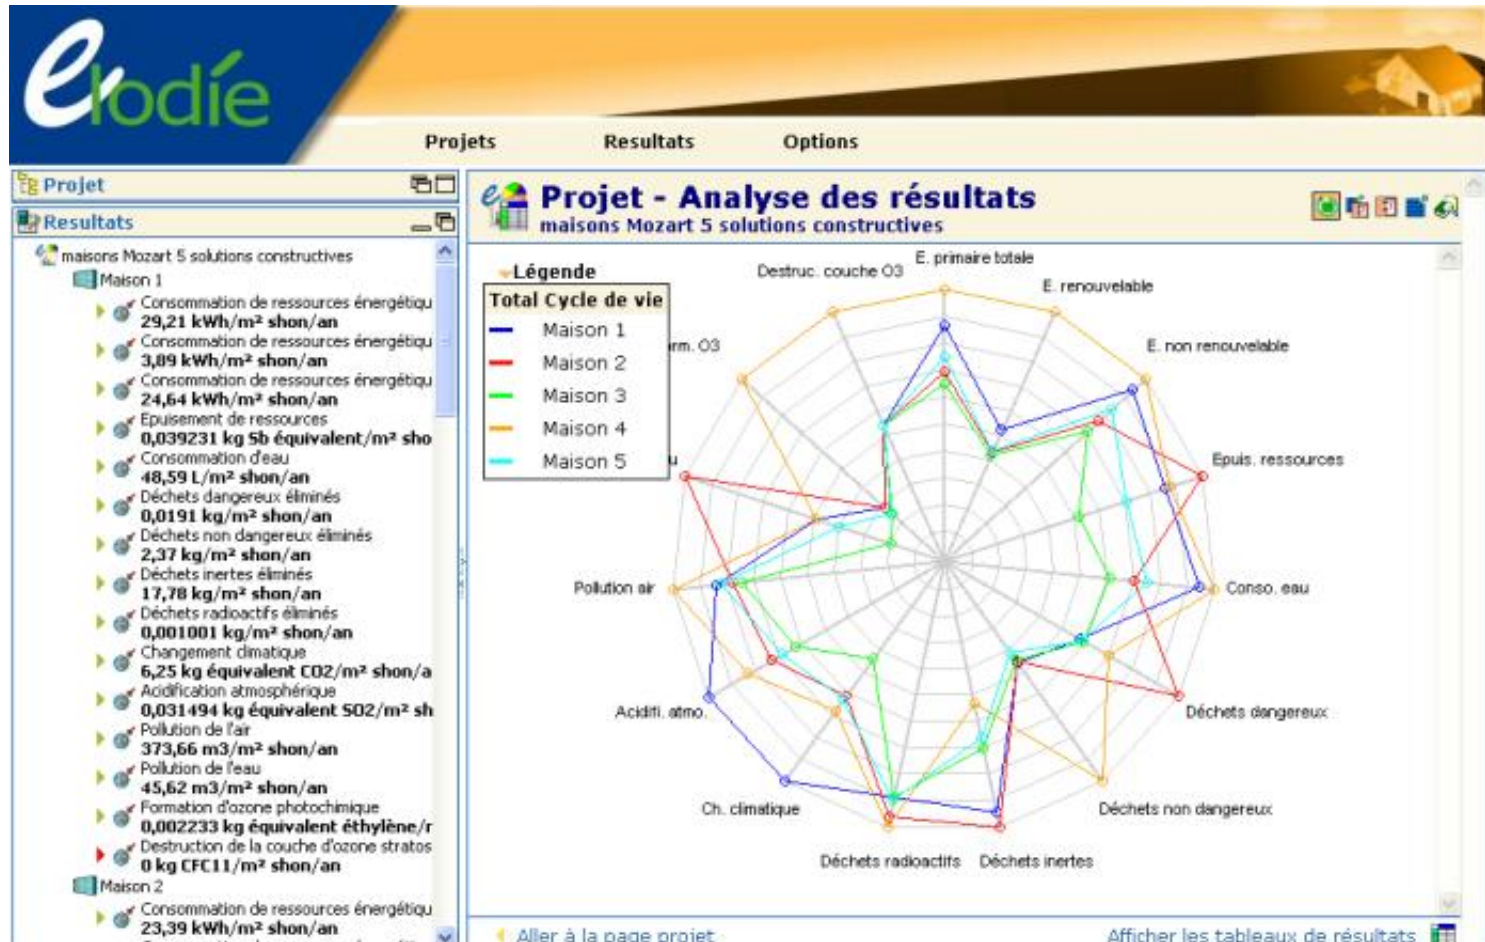 elodie
Projets
Resultats
Options
Projet
Resultats
maisons Mozart 5 solutions constructives
Maison 1
Consommation de ressources énergétiqu
29,21 kWh/m² shon/an
Consommation de ressources énergétiqu
3,89 kWh/m² shon/an
Consommation de ressources énergétiqu
24,64 kWh/m² shon/an
Epuisement de ressources
0,039231 kg Sb équivalent/m² sho
Consommation d'eau
48,59 L/m² shon/an
Déchets dangereux éliminés
0,0191 kg/m² shon/an
Déchets non dangereux éliminés
2,37 kg/m² shon/an
Déchets inertes éliminés
17,78 kg/m² shon/an
Déchets radioactifs éliminés
0,001001 kg/m² shon/an
Changement climatique
6,25 kg équivalent CO2/m² shon/a
Acidification atmosphérique
0,031494 kg équivalent SO2/m² sh
Pollution de l'air
373,66 m3/m² shon/an
Pollution de l'eau
45,62 m3/m² shon/an
Formation d'ozone photochimique
0,002233 kg équivalent éthylène/r
Destruction de la couche d'ozone stratos
0 kg CFC11/m² shon/an
Maison 2
Consommation de ressources énergétiqu
23,39 kWh/m² shon/an
Projet - Analyse des résultats
maisons Mozart 5 solutions constructives
Légende
Total Cycle de vie
Maison 1
Maison 2
Maison 3
Maison 4
Maison 5
E. primaire totale
Destruc. couche O3
E. renouvelable
rm. O3
E. non renouvelable
u
Epuis. ressources
Pollution air
Conso. eau
Acidifi. atmo.
Déchets dangereux
Ch. climatique
Déchets non dangereux
Déchets radioactifs
Déchets inertes
Aller à la page projet
Afficher les tableaux de résultats